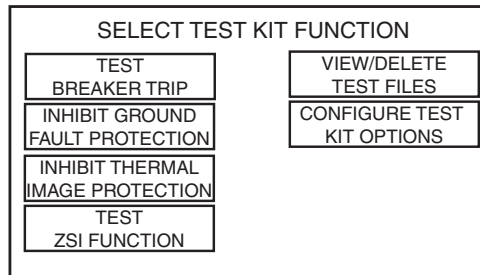 SELECT TEST KIT FUNCTION
TEST
BREAKER TRIP
INHIBIT GROUND
FAULT PROTECTION
INHIBIT THERMAL
IMAGE PROTECTION
TEST
ZSI FUNCTION
VIEW/DELETE
TEST FILES
CONFIGURE TEST
KIT OPTIONS